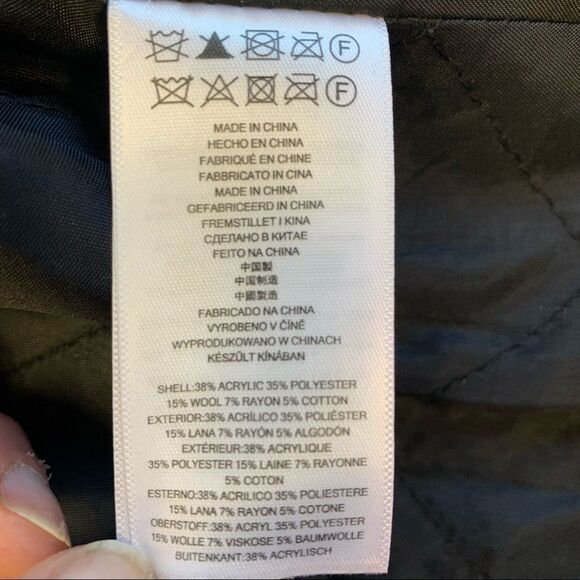 F
F
MADE IN CHINA
HECHO EN CHINA
FABRIQUÉ EN CHINE
FABBRICATO IN CINA
MADE IN CHINA
GEFABRICEERD IN CHINA
FREMSTILLET I KINA
СДЕЛАНО В КИТАЕ
FEITO NA CHINA
中国製
中国制造
中國製造
FABRICADO NA CHINA
VYROBENO V ČÍNĚ
WYPRODUKOWANO W CHINACH
KÉSZÜLT KÍNÁBAN
SHELL:38% ACRYLIC 35% POLYESTER
15% WOOL 7% RAYON 5% COTTON
EXTERIOR:38% ACRÍLICO 35% POLIÉSTER
15% LANA 7% RAYÓN 5% ALGODÓN
EXTÉRIEUR:38% ACRYLIQUE
35% POLYESTER 15% LAINE 7% RAYONNE
5% COTON
ESTERNO:38% ACRILICO 35% POLIESTERE
15% LANA 7% RAYON 5% COTONE
OBERSTOFF:38% ACRYL 35% POLYESTER
15% WOLLE 7% VISKOSE 5% BAUMWOLLE
BUITENKANT:38% ACRYLISCH